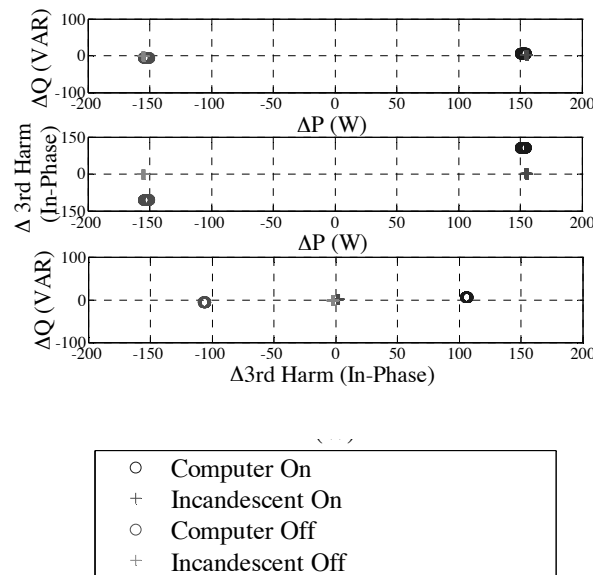 100
ΔQ (VAR)
0
-100
-200 -150 -100 -50 0 50 100 150 200
ΔP (W)
150
Δ 3rd Harm
(In-Phase)
0
150
-200 -150 -100 -50 0 50 100 150 200
ΔP (W)
100
ΔQ (VAR)
0
-100
-200 -150 -100 -50 0 50 100 150 200
Δ3rd Harm (In-Phase)
Computer On
Incandescent On
Computer Off
Incandescent Off